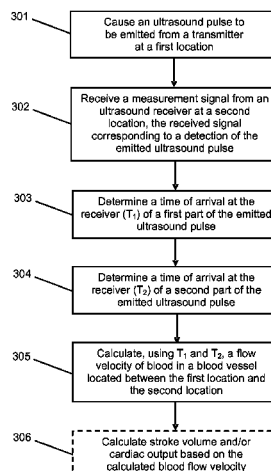 301
Cause an ultrasound pulse to
be emitted from a transmitter
at a first location
302
Receive a measurement signal from an
ultrasound receiver at a second
location, the received signal
corresponding to a detection of the
emitted ultrasound pulse
303
Determine a time of arrival at the
receiver (T₁) of a first part of the emitted
ultrasound pulse
304
Determine a time of arrival at the
receiver (T₂) of a second part of the
emitted ultrasound pulse
305
Calculate, using T₁ and T₂, a flow
velocity of blood in a blood vessel
located between the first location and
the second location
306
Calculate stroke volume and/or
cardiac output based on the
calculated blood flow velocity